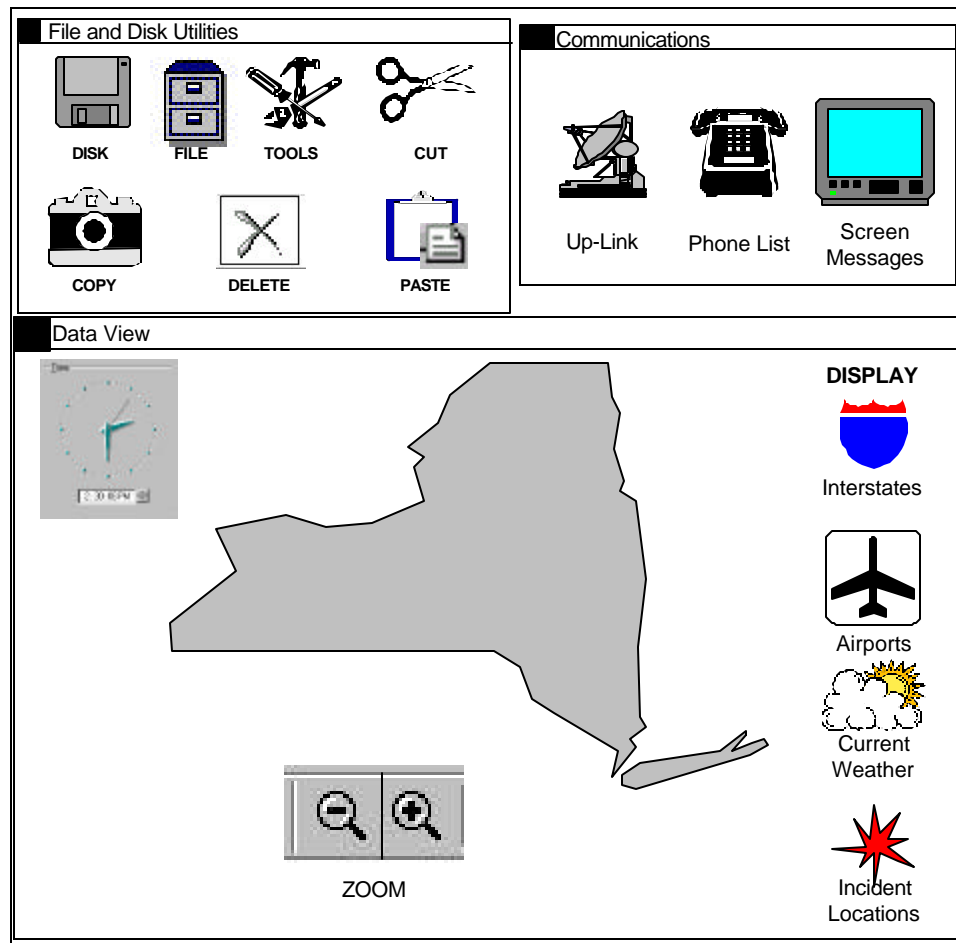 File and Disk Utilities
DISK
FILE
TOOLS
CUT
COPY
DELETE
PASTE
Communications
Up-Link
Phone List
Screen
Messages
Data View
DISPLAY
Interstates
Airports
Current
Weather
Incident
Locations
ZOOM